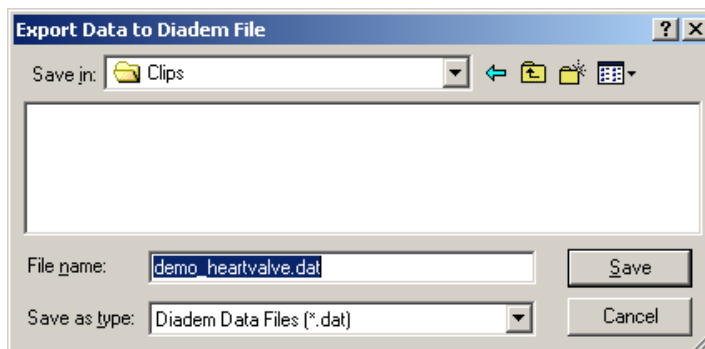 Export Data to Diadem File
Save in: Clips
File name: demo_heartvalve.dat Save
Save as type: Diadem Data Files (*.dat) Cancel